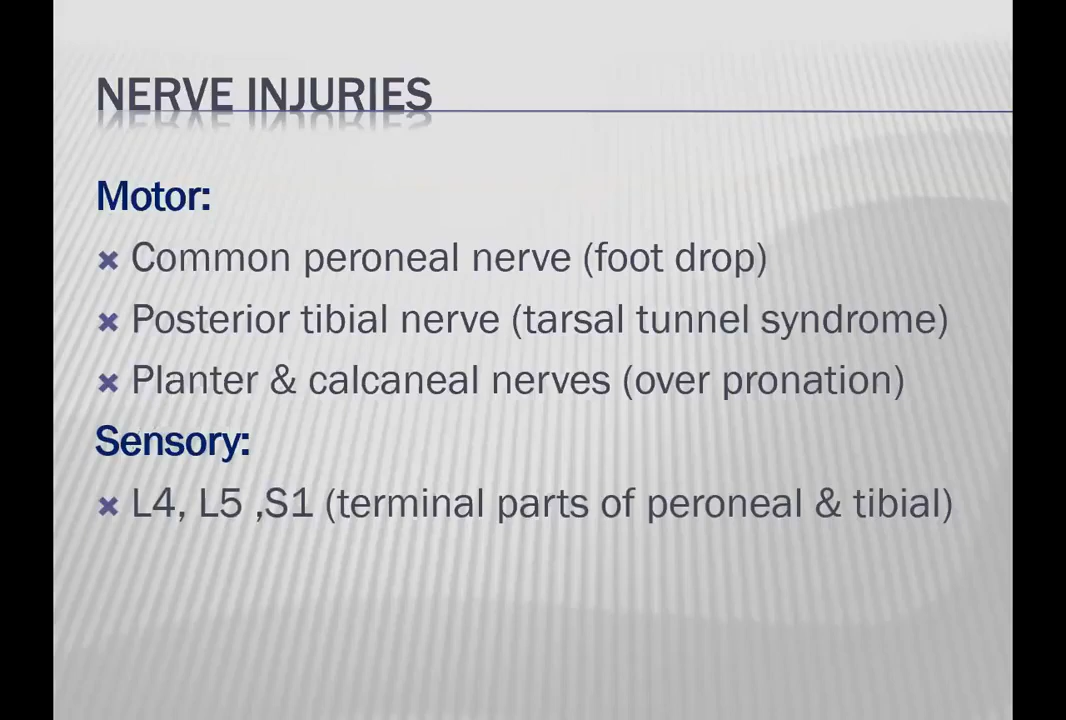 NERVE INJURIES
Motor:
Common peroneal nerve (foot drop)
Posterior tibial nerve (tarsal tunnel syndrome)
Planter & calcaneal nerves (over pronation)
Sensory:
L4, L5 ,S1 (terminal parts of peroneal & tibial)